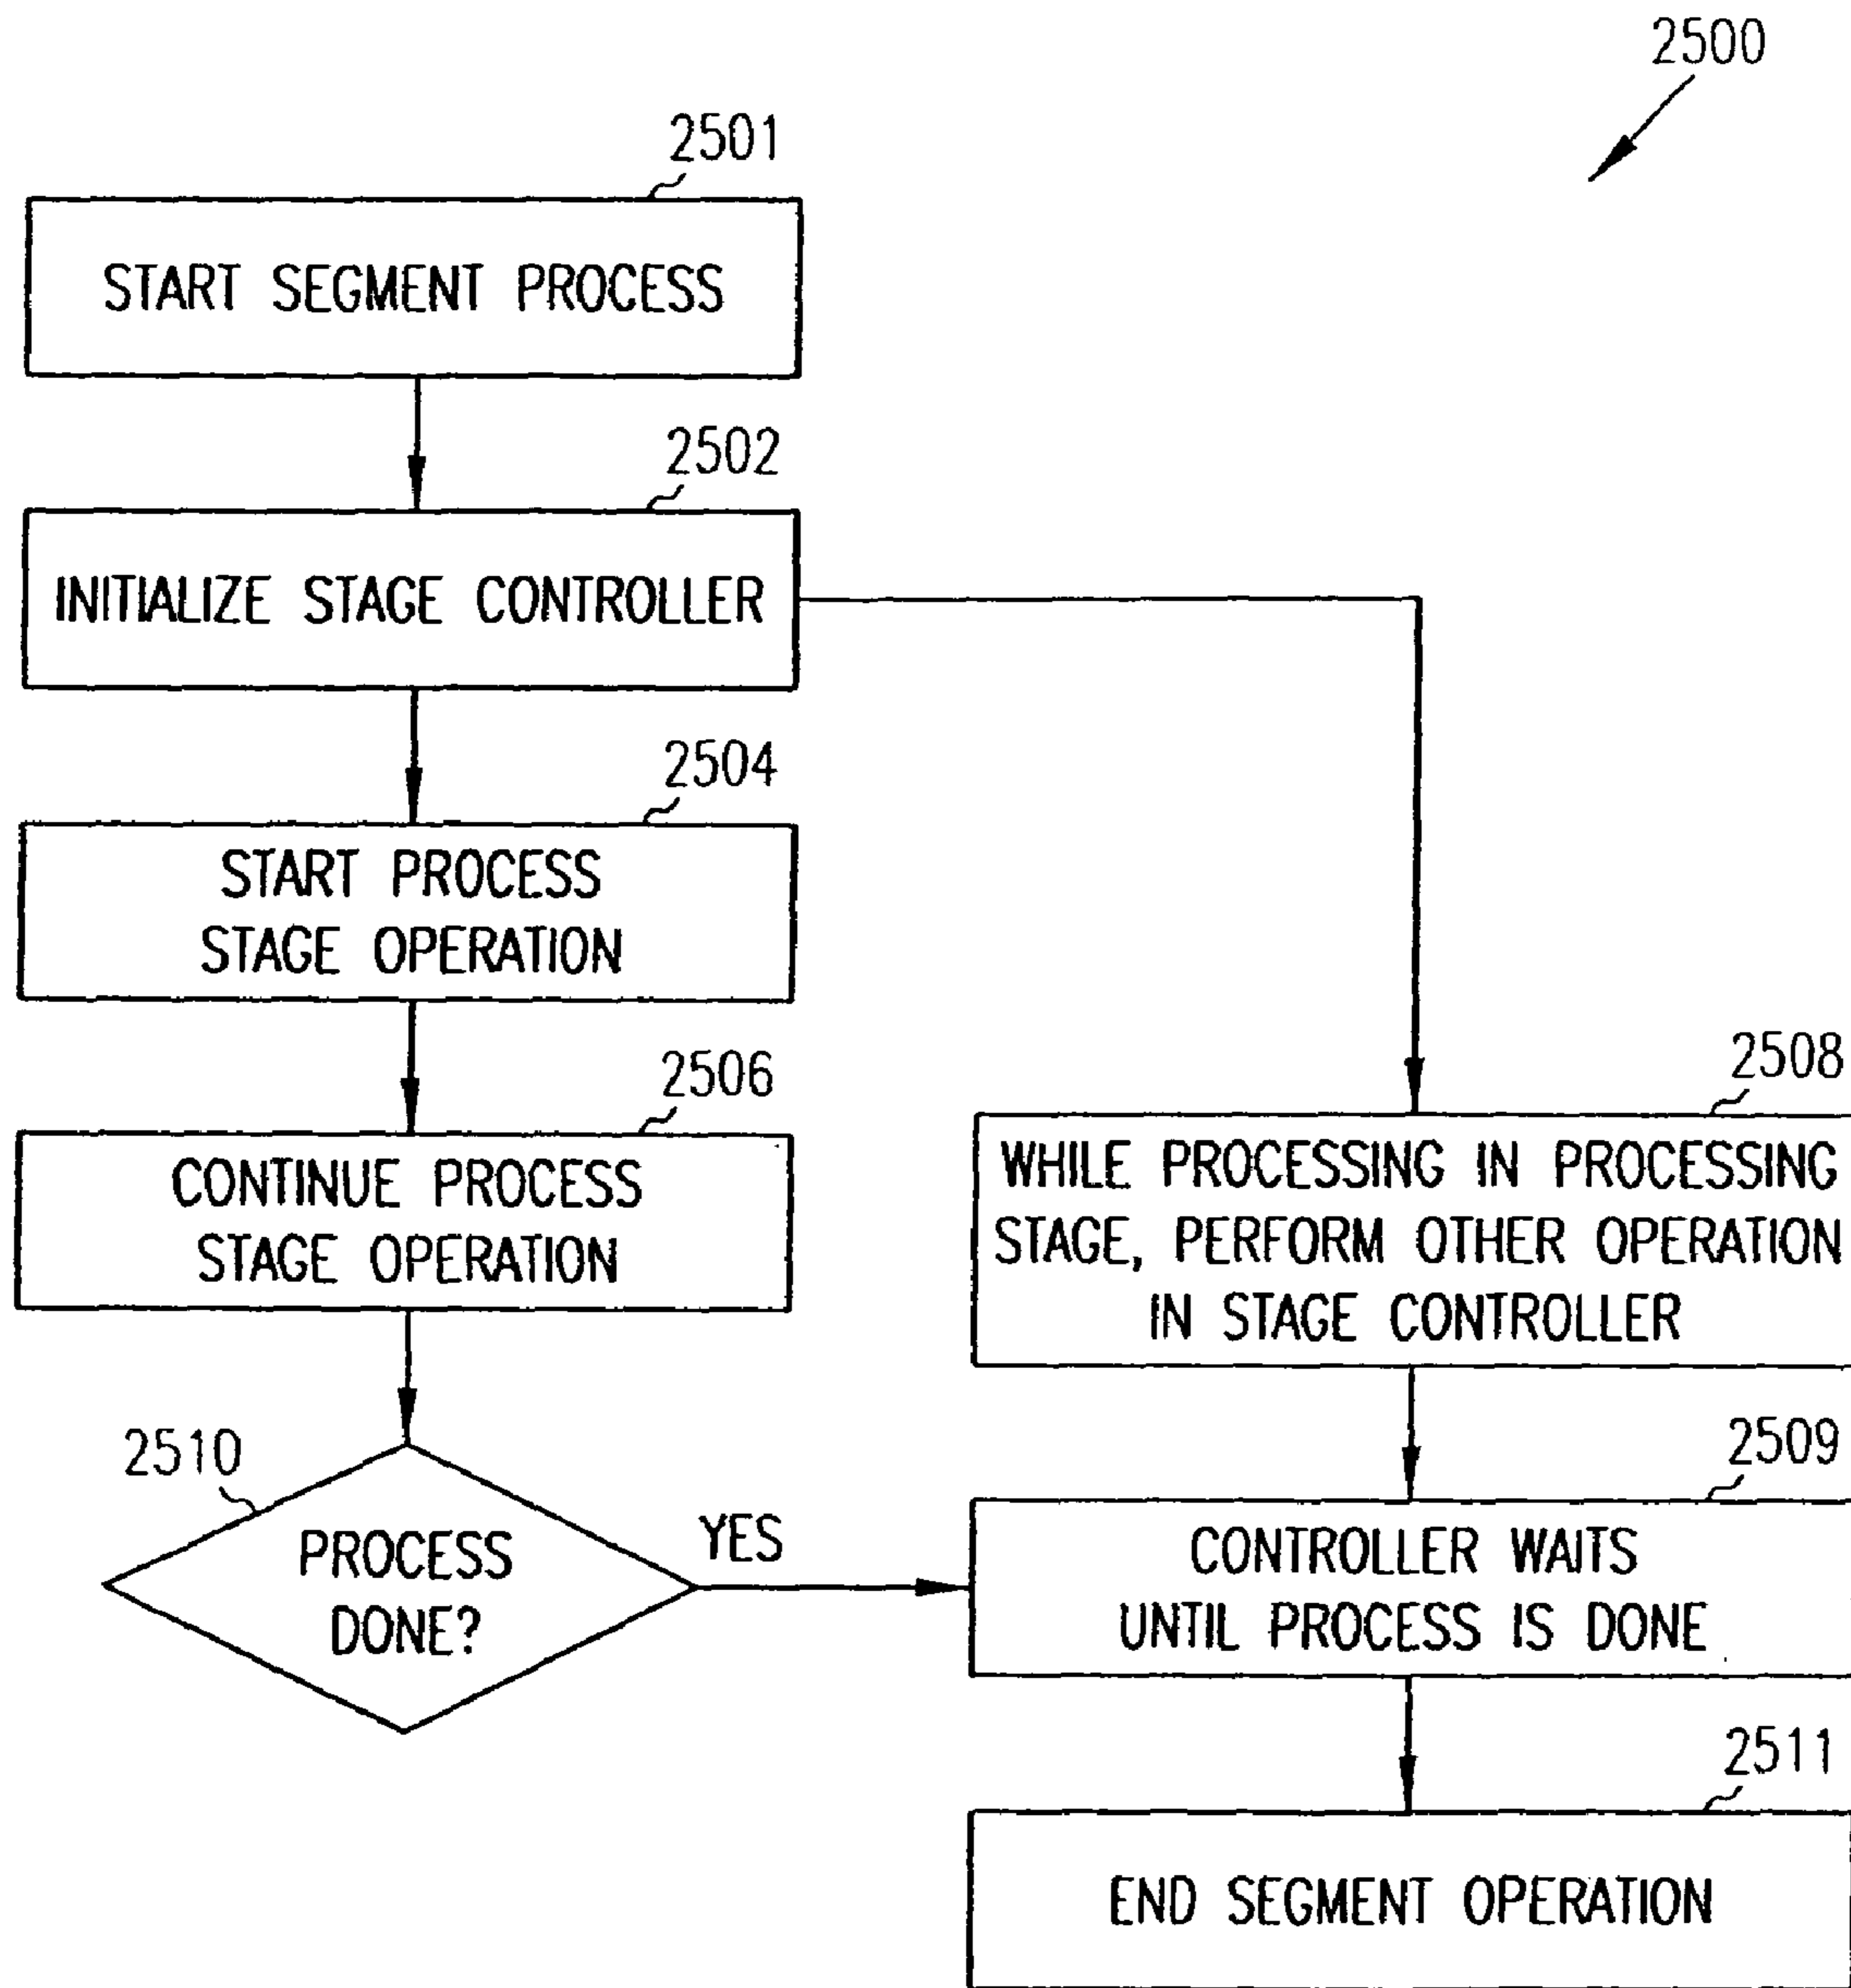 2500
2501
START SEGMENT PROCESS
2502
INITIALIZE STAGE CONTROLLER
2504
START PROCESS
STAGE OPERATION
2506
CONTINUE PROCESS
STAGE OPERATION
2508
WHILE PROCESSING IN PROCESSING
STAGE, PERFORM OTHER OPERATION
IN STAGE CONTROLLER
2510
PROCESS
DONE?
YES
2509
CONTROLLER WAITS
UNTIL PROCESS IS DONE
2511
END SEGMENT OPERATION